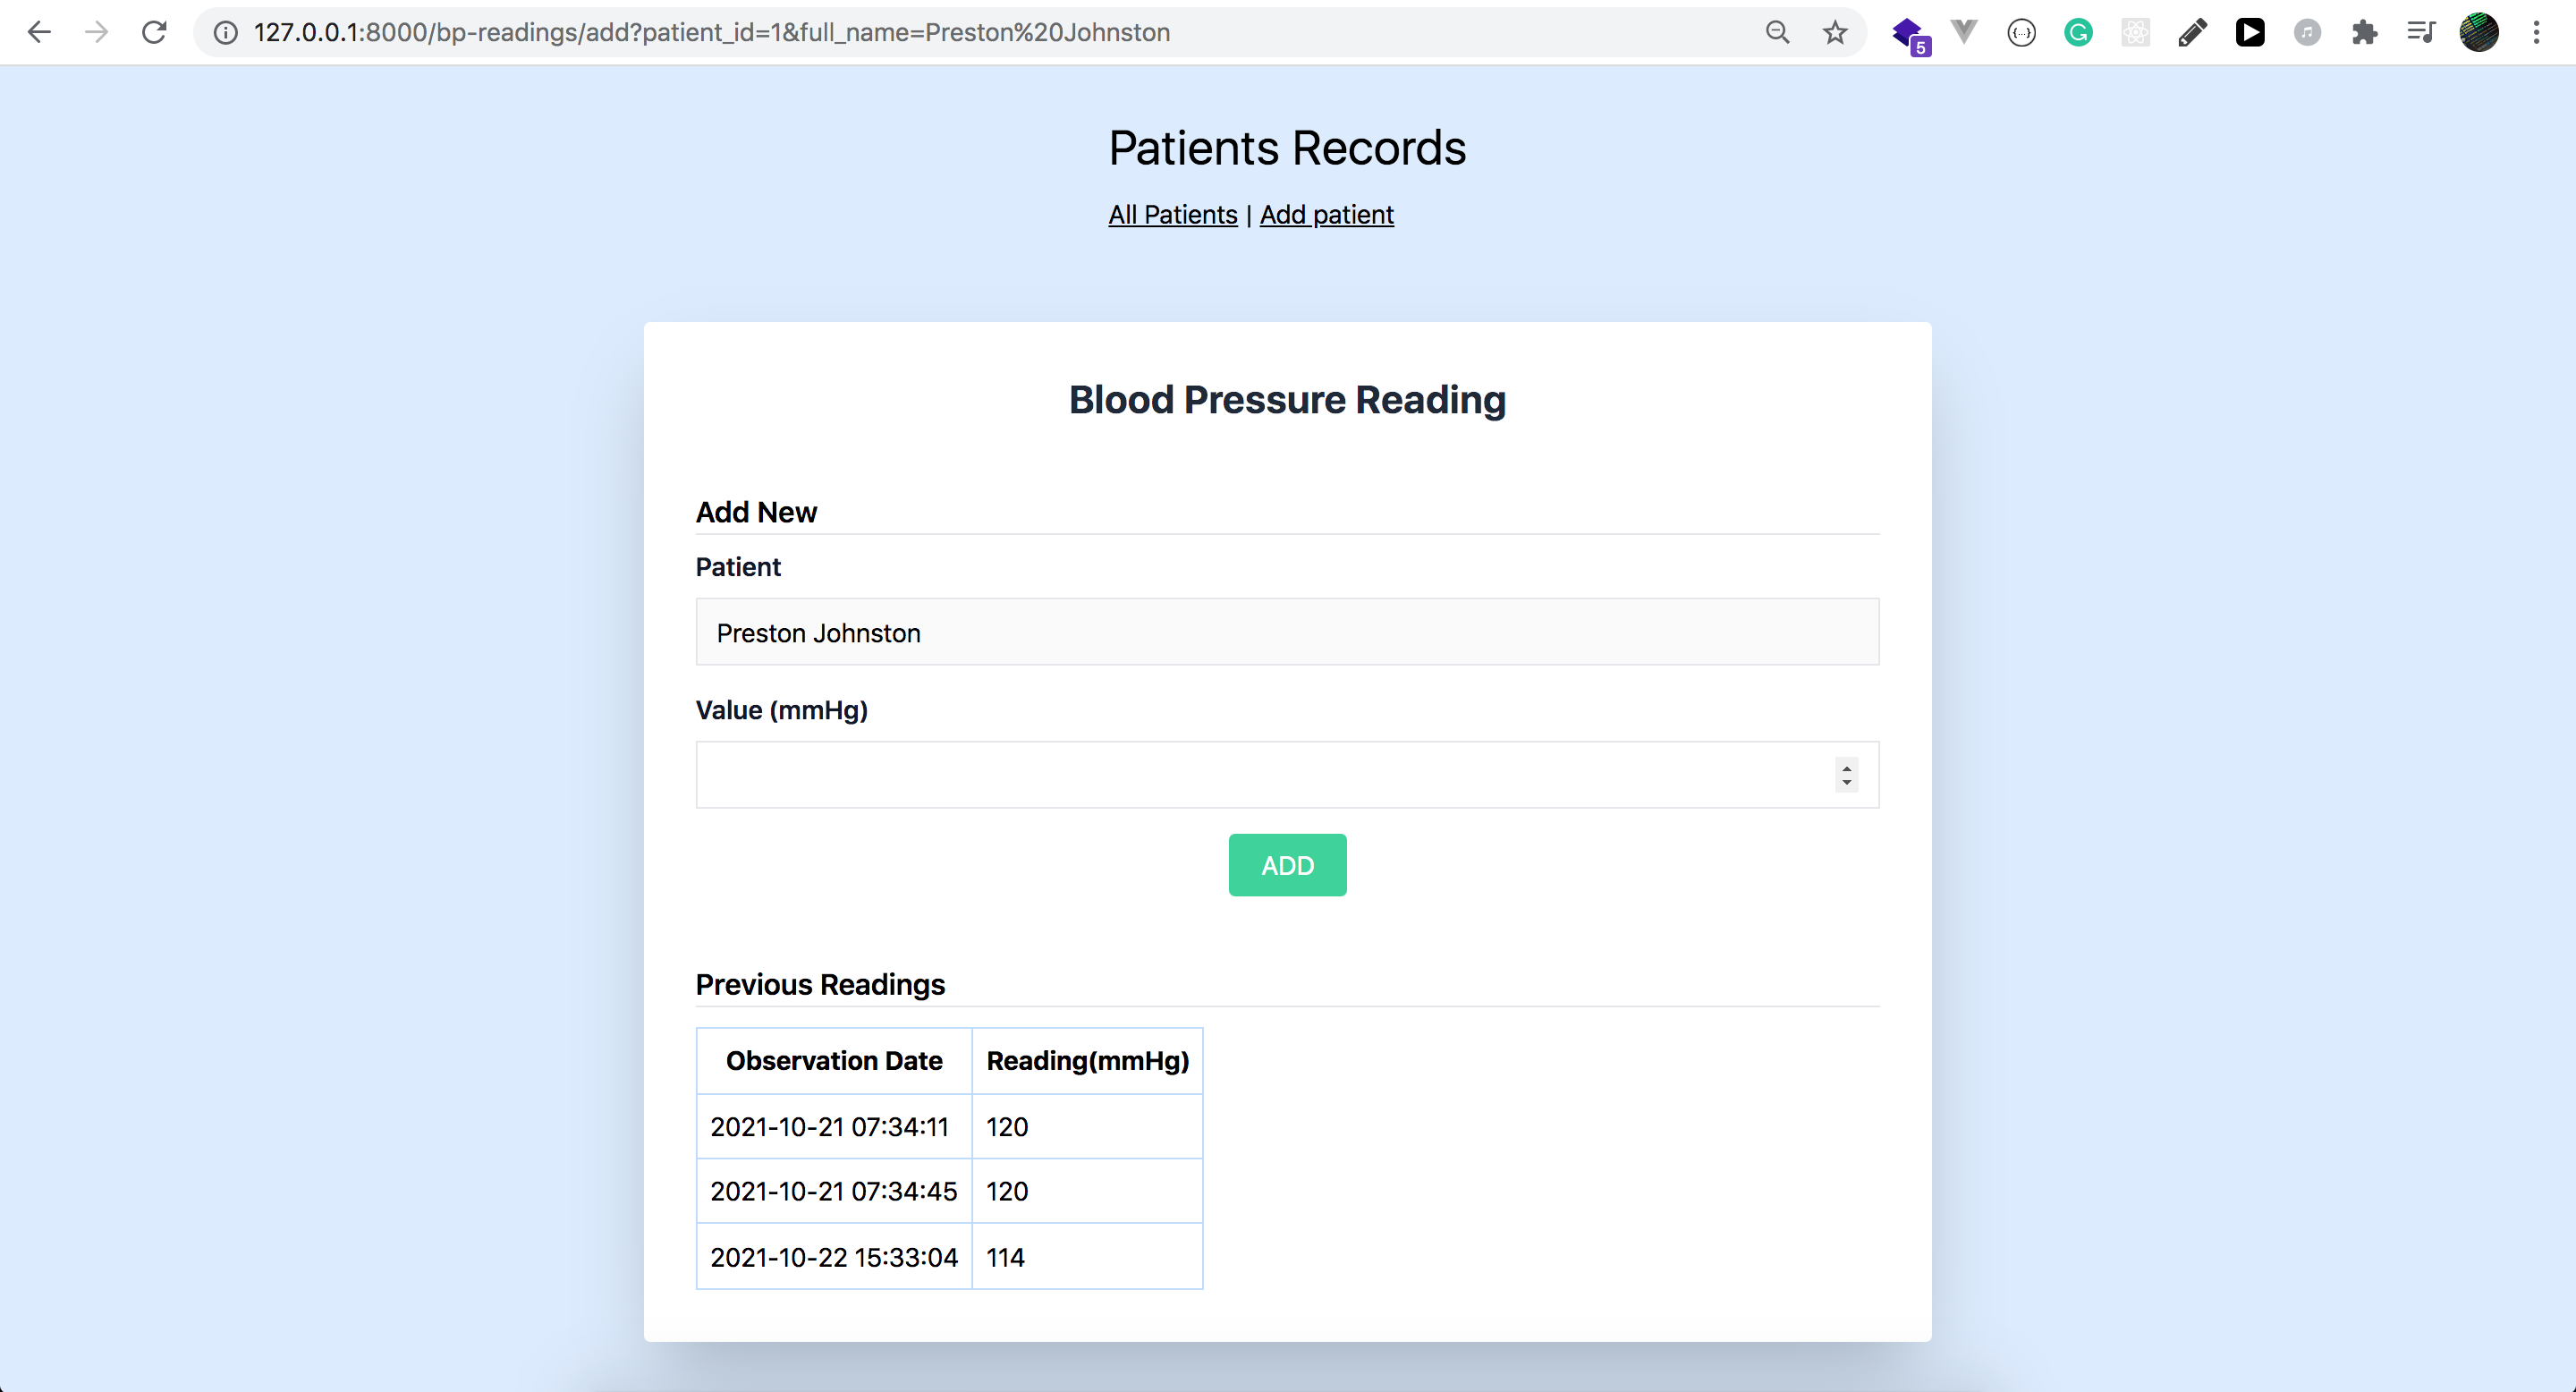 127.0.0.1:8000/bp-readings/add?patient_id=1&full_name=Preston%20Johnston
5
Patients Records
All Patients | Add patient
Blood Pressure Reading
Add New
Patient
Preston Johnston
Value (mmHg)
ADD
Previous Readings
Observation Date Reading(mmHg)
2021-10-21 07:34:11 120
2021-10-21 07:34:45 120
2021-10-22 15:33:04 114